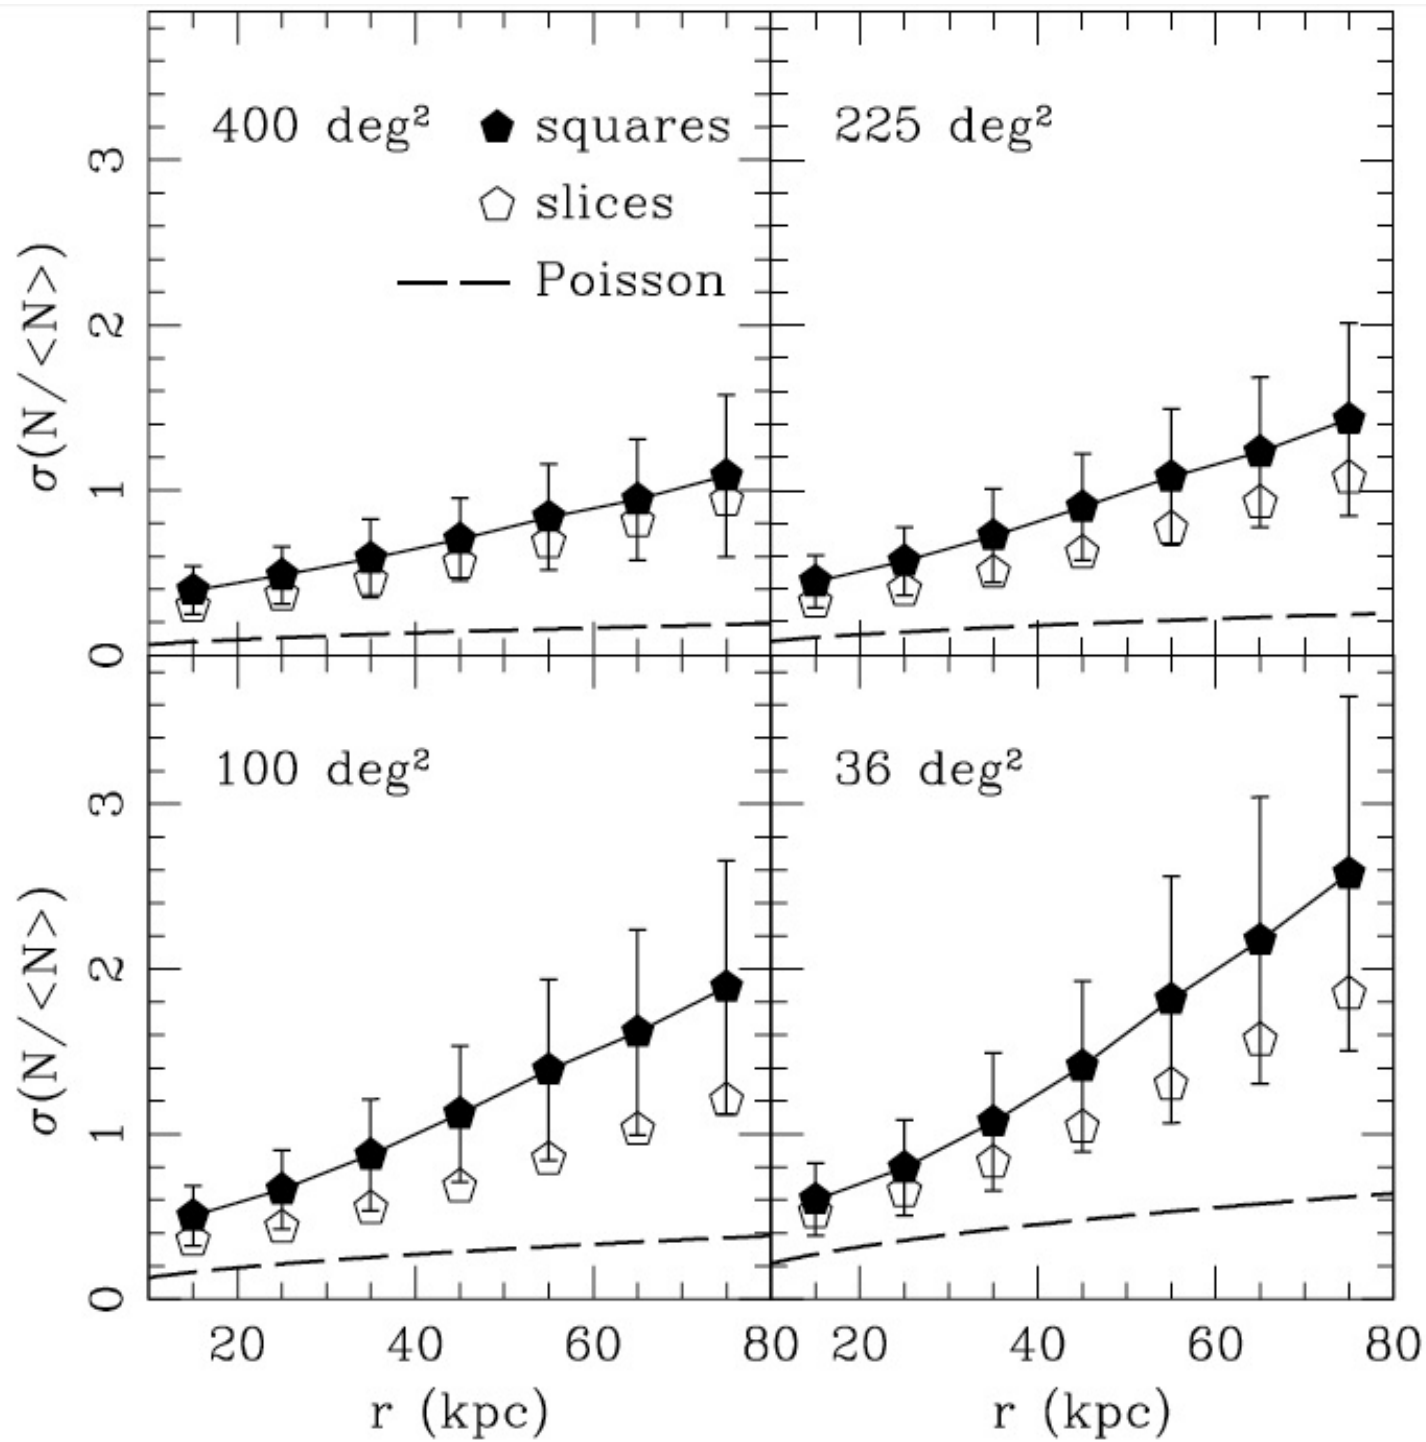 400 deg² squares
slices
Poisson
225 deg²
σ(N/<N>)
3
2
1
0
100 deg²
36 deg²
σ(N/<N>)
3
2
1
0
20 40 60 80 20 40 60 80
r (kpc) r (kpc)